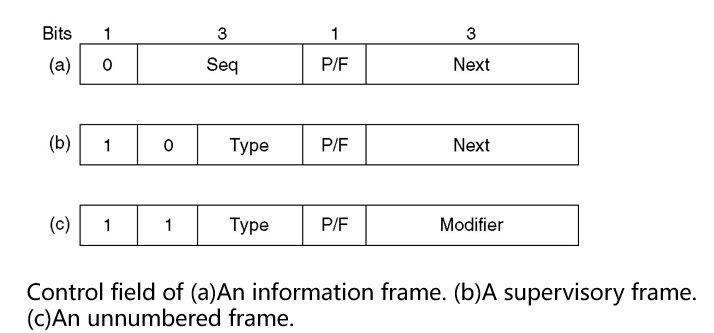 Bits 1 3 1 3
(a) 0 Seq P/F Next
(b) 1 0 Type P/F Next
(c) 1 1 Type P/F Modifier
Control field of (a)An information frame. (b)A supervisory frame.
(c)An unnumbered frame.